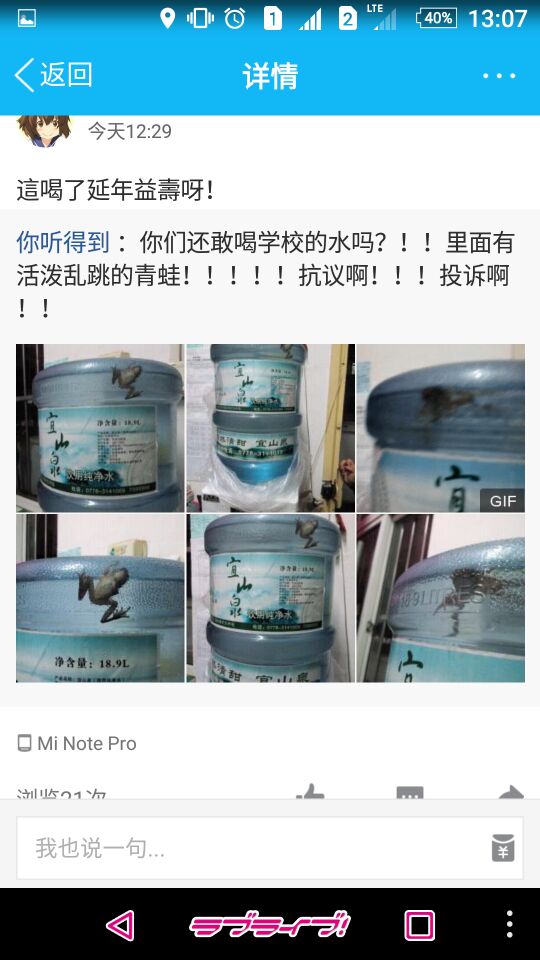 LTE
1
2
40%
13:07
返回
详情
今天12:29
這喝了延年益壽呀！
你听得到：你们还敢喝学校的水吗？！！里面有
活泼乱跳的青蛙！！！！！抗议啊！！！投诉啊
！！
宜山泉
净含量：18.9L
饮用纯净水
宜山泉
清甜 宜山泉
宜
GIF
净含量：18.9L
宜山泉
净含量：18.9L
饮用纯净水
清甜 宜山泉
宜
Mi Note Pro
浏览21次
我也说一句...
ラブライブ!